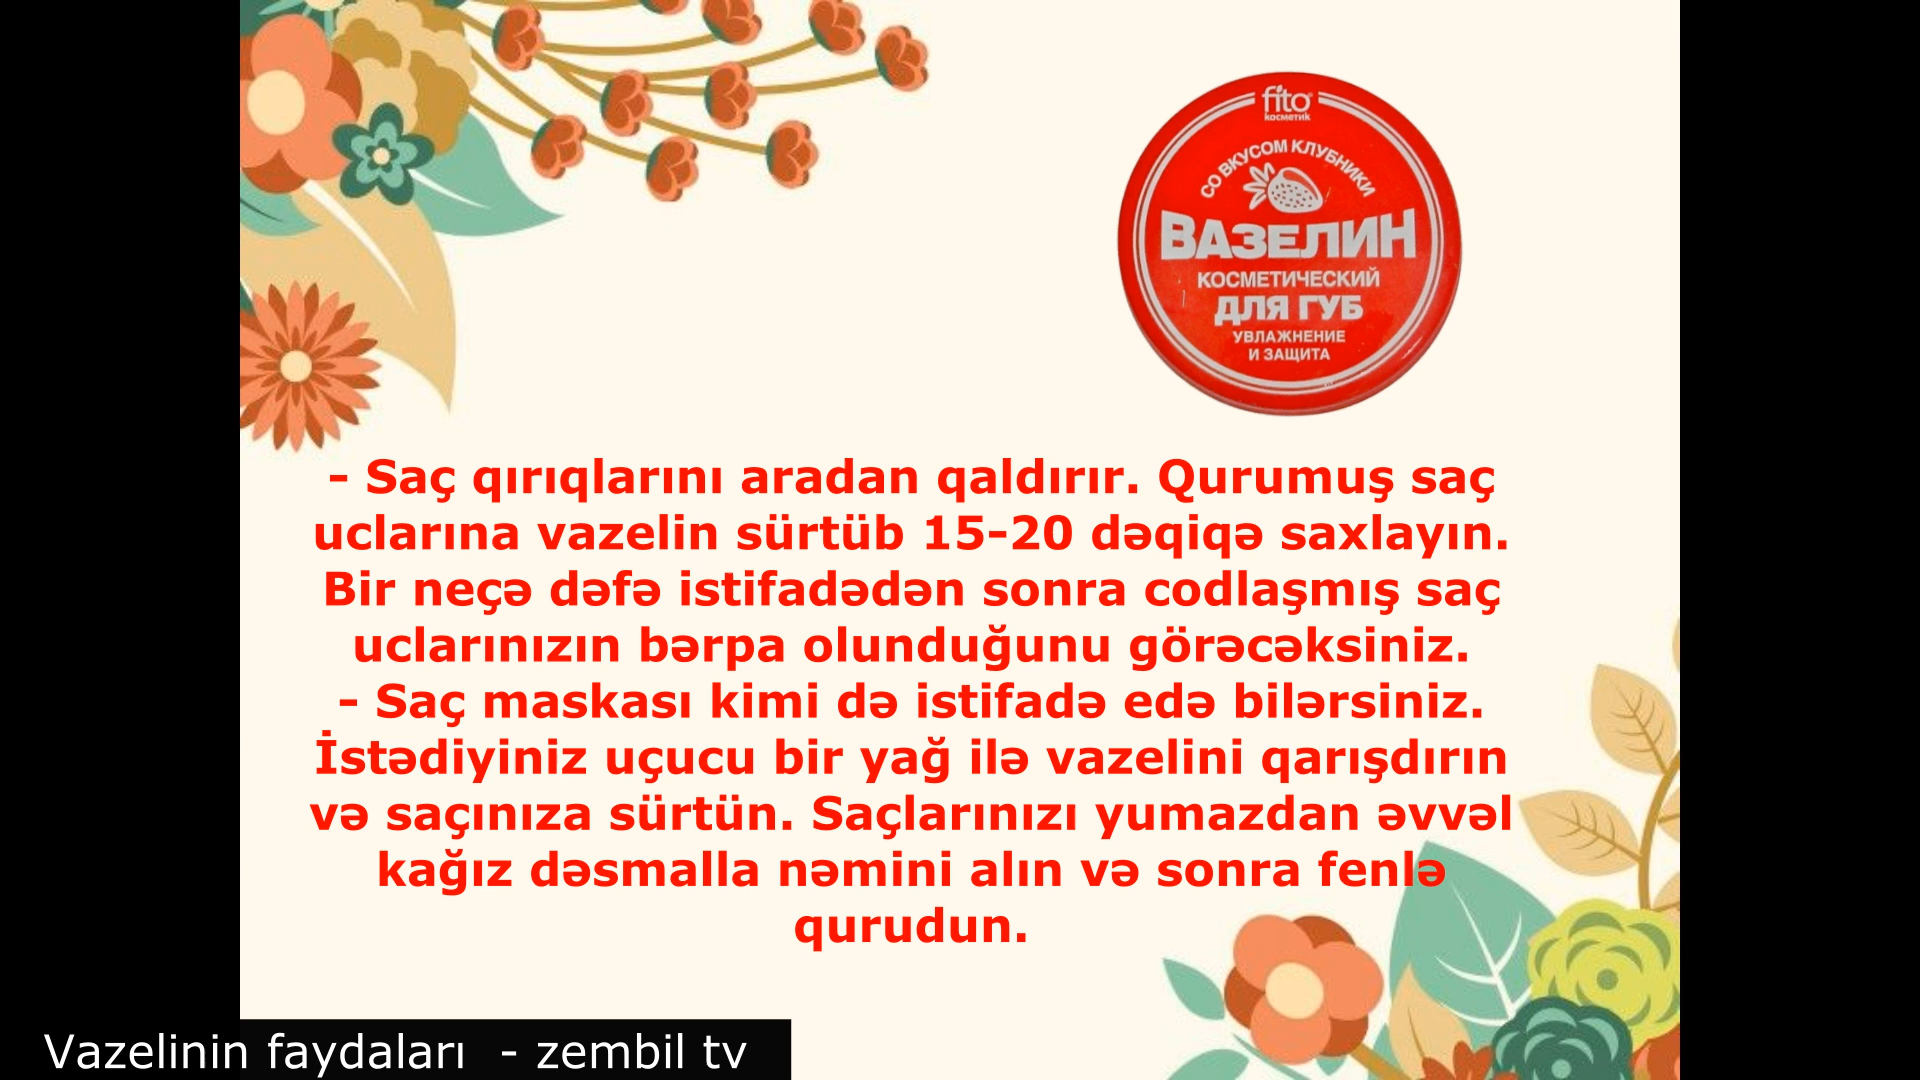 fito
косметик
СО ВКУСОМ КЛУБНИКИ
ВАЗЕЛИН
КОСМЕТИЧЕСКИЙ
ДЛЯ ГУБ
УВЛАЖНЕНИЕ
И ЗАЩИТА
- Saç qırıqlarını aradan qaldırır. Qurumuş saç
uclarına vazelin sürtüb 15-20 dəqiqə saxlayın.
Bir neçə dəfə istifadədən sonra codlaşmış saç
uclarınızın bərpa olunduğunu görəcəksiniz.
- Saç maskası kimi də istifadə edə bilərsiniz.
İstədiyiniz uçucu bir yağ ilə vazelini qarışdırın
və saçınıza sürtün. Saçlarınızı yumazdan əvvəl
kağız dəsmalla nəmini alın və sonra fenlə
qurudun.
Vazelinin faydaları - zembil tv